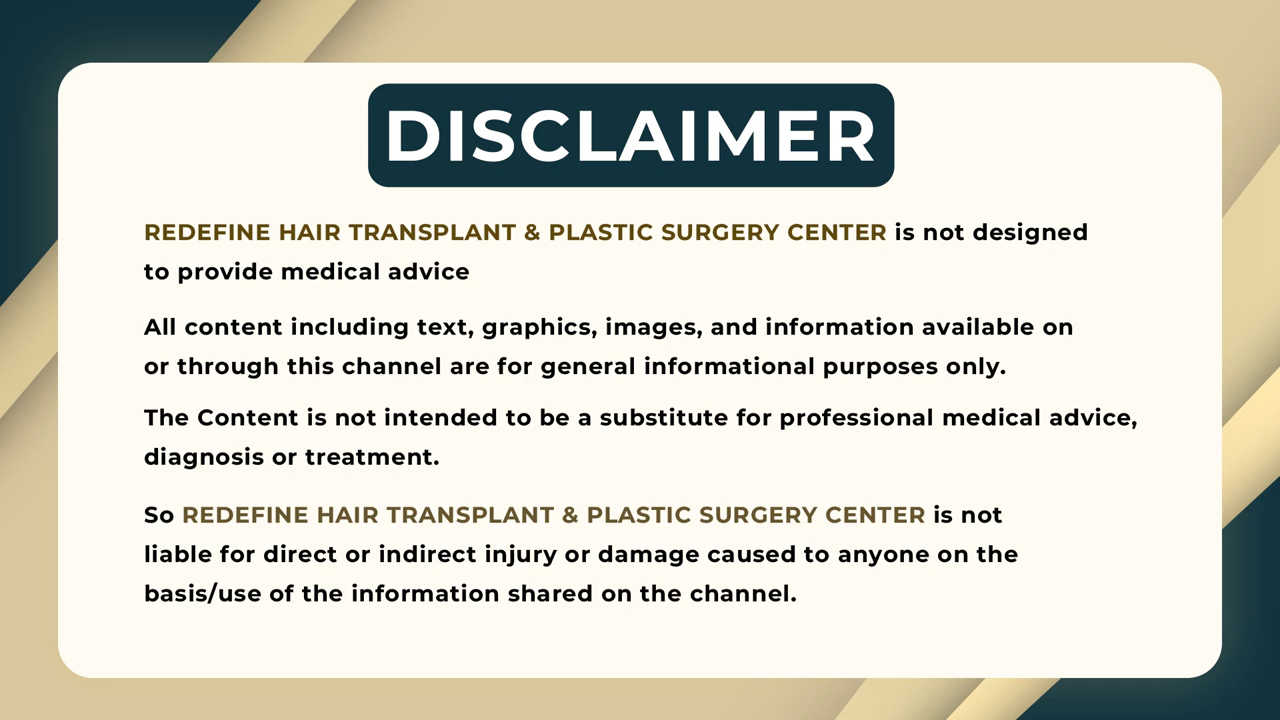 DISCLAIMER
REDEFINE HAIR TRANSPLANT & PLASTIC SURGERY CENTER is not designed
to provide medical advice
All content including text, graphics, images, and information available on
or through this channel are for general informational purposes only.
The Content is not intended to be a substitute for professional medical advice,
diagnosis or treatment.
So REDEFINE HAIR TRANSPLANT & PLASTIC SURGERY CENTER is not
liable for direct or indirect injury or damage caused to anyone on the
basis/use of the information shared on the channel.